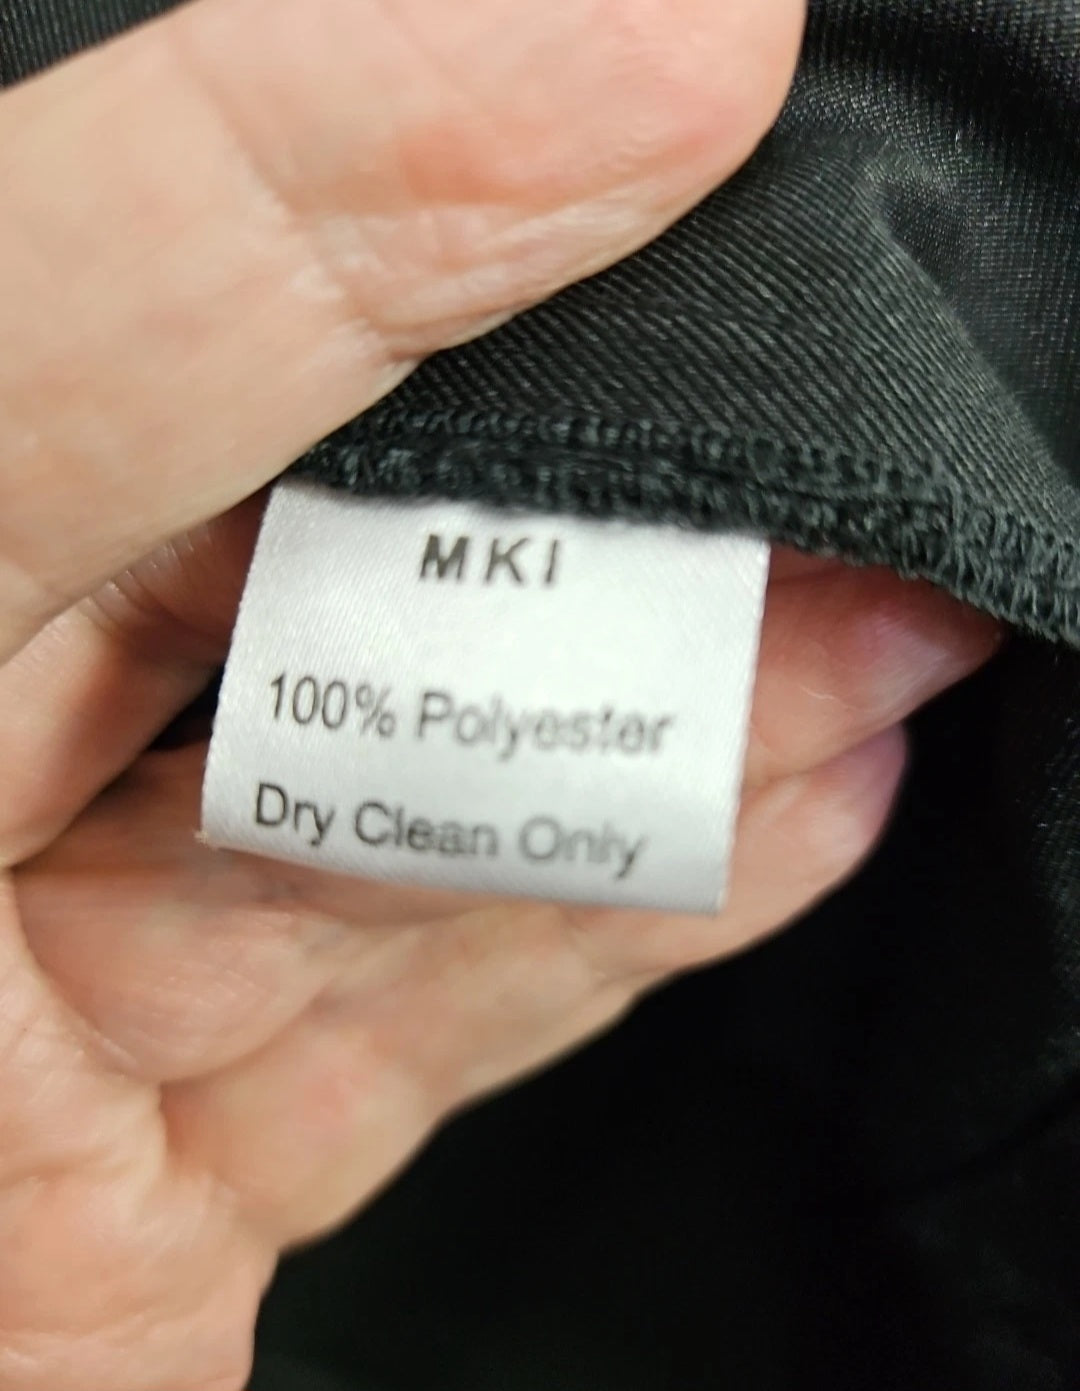 MKI
100% Polyester
Dry Clean Only